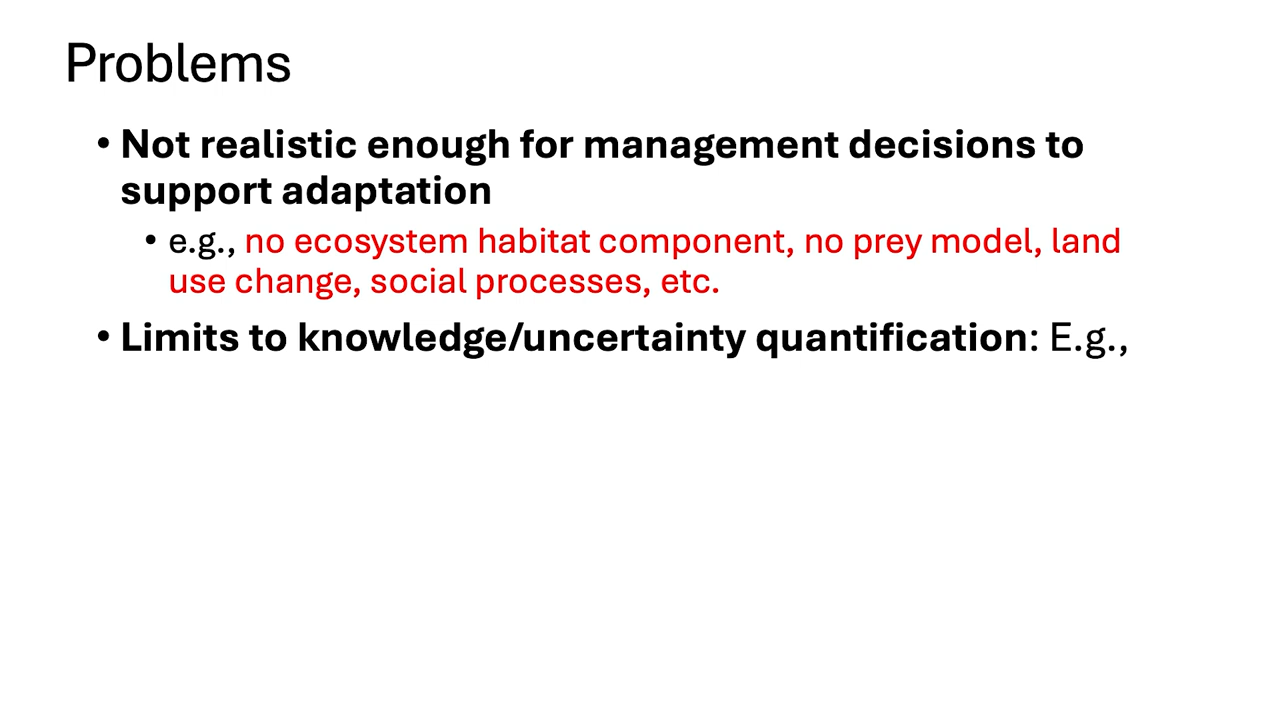 Problems
• Not realistic enough for management decisions to
support adaptation
• e.g., no ecosystem habitat component, no prey model, land
use change, social processes, etc.
• Limits to knowledge/uncertainty quantification: E.g.,